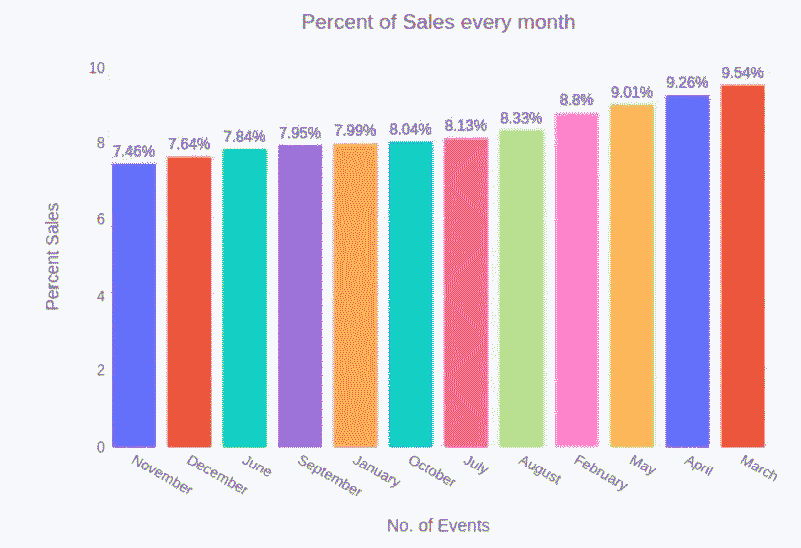 Percent of Sales every month
10
8
6
4
2
0
Percent Sales
7.46%
7.64%
7.84%
7.95%
7.99%
8.04%
8.13%
8.33%
8.8%
9.01%
9.26%
9.54%
November
December
June
September
January
October
July
August
February
May
April
March
No. of Events